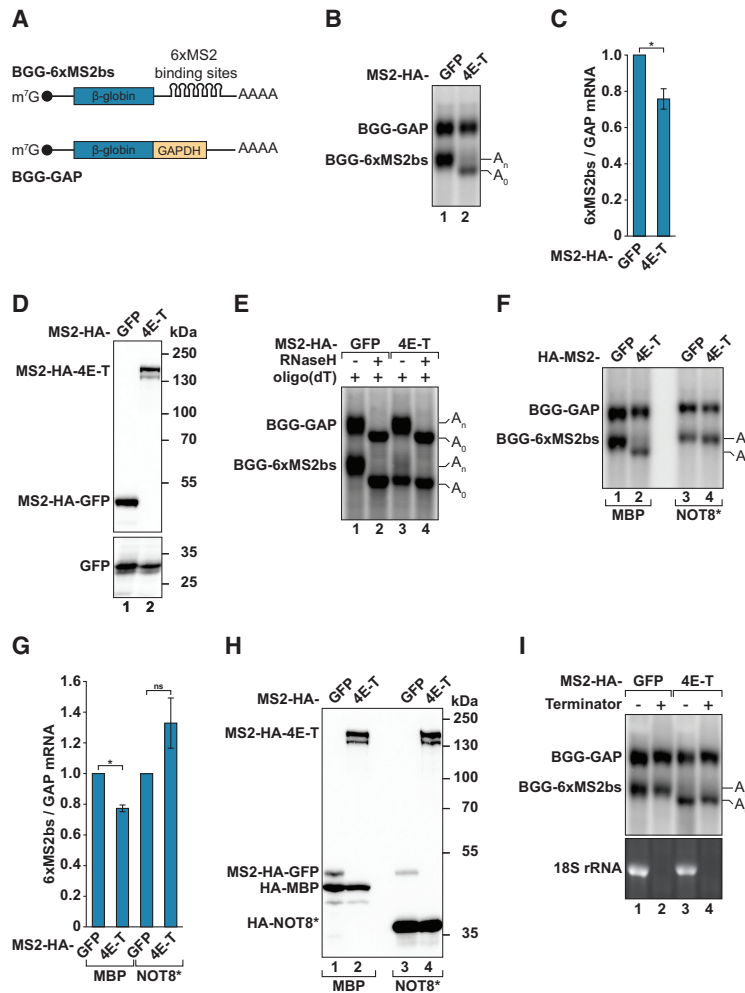 A
BGG-6xMS2bs
6xMS2
binding sites
m⁷G β-globin AAAA
m⁷G β-globin GAPDH AAAA
BGG-GAP
B
MS2-HA- GFP 4E-T
BGG-GAP
BGG-6xMS2bs
Aₙ
A₀
1 2
C
6xMS2bs / GAP mRNA
*
1.0
0.8
0.6
0.4
0.2
0
MS2-HA- GFP 4E-T
D
MS2-HA- GFP 4E-T kDa
MS2-HA-4E-T
250
130
100
70
55
MS2-HA-GFP
GFP
35
25
1 2
E
MS2-HA- GFP 4E-T
RNaseH - + - +
oligo(dT) + + + +
BGG-GAP
BGG-6xMS2bs
Aₙ
A₀
Aₙ
A₀
1 2 3 4
F
HA-MS2- GFP 4E-T GFP 4E-T
BGG-GAP
BGG-6xMS2bs
A
A
1 2 3 4
MBP NOT8*
G
6xMS2bs / GAP mRNA
1.6
1.4
1.2
1.0
0.8
0.6
0.4
0.2
0
*
ns
MS2-HA- GFP 4E-T GFP 4E-T
MBP NOT8*
H
MS2-HA- GFP 4E-T GFP 4E-T kDa
MS2-HA-4E-T
250
130
100
70
55
35
MS2-HA-GFP
HA-MBP
HA-NOT8*
1 2 3 4
MBP NOT8*
I
MS2-HA- GFP 4E-T
Terminator - + - +
BGG-GAP
BGG-6xMS2bs
A
A
18S rRNA
1 2 3 4